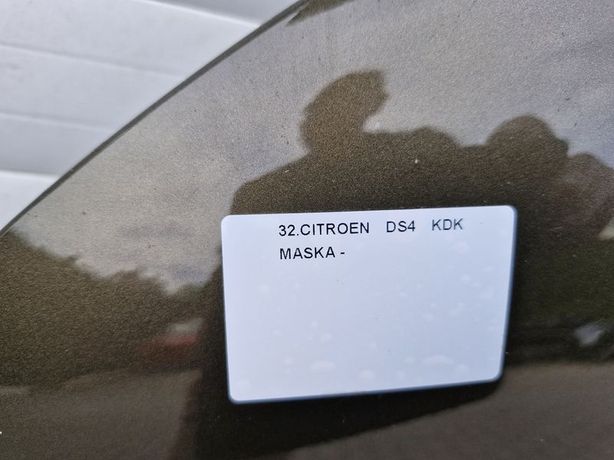 32.CITROEN DS4 KDK
MASKA -